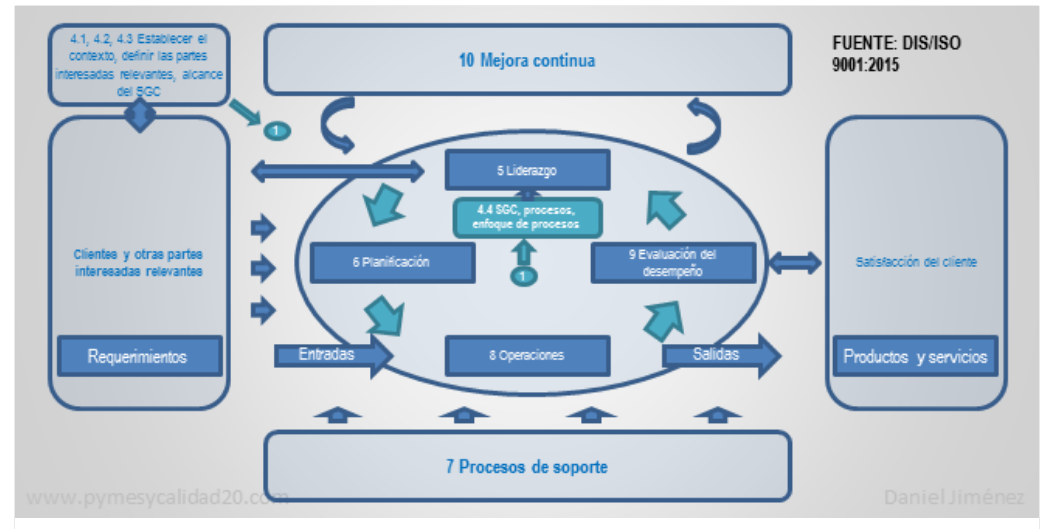 4.1, 4.2, 4.3 Establecer el
contexto, definir las partes
interesadas relevantes, alcance
del SGC
10 Mejora continua
FUENTE: DIS/ISO
9001:2015
1
5 Liderazgo
4.4 SGC, procesos,
enfoque de procesos
Clientes y otras partes
interesadas relevantes
6 Planificación
1
9 Evaluación del
desempeño
Satisfacción del cliente
Requerimientos
Entradas
8 Operaciones
Salidas
Productos y servicios
7 Procesos de soporte
www.pymesycalidad20.com
Daniel Jiménez